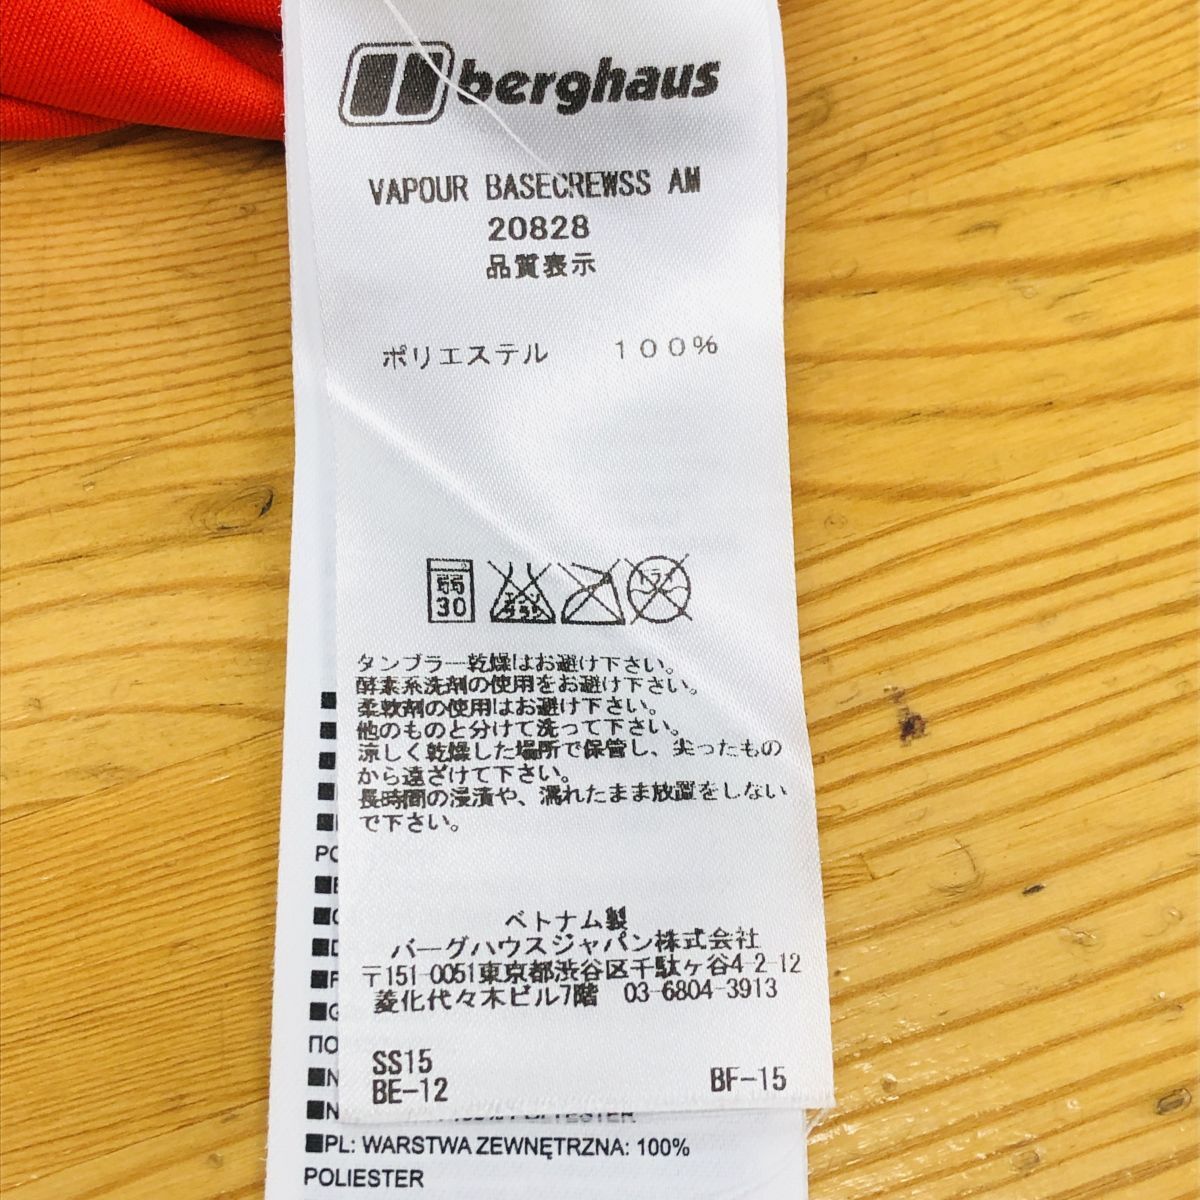 berghaus
VAPOUR BASECREWSS AM
20828
品質表示
ポリエステル 100%
弱
30
エンソ
サラシ
ドライ
タンブラー乾燥はお避け下さい。
酵素系洗剤の使用をお避け下さい。
柔軟剤の使用はお避け下さい。
他のものと分けて洗って下さい。
涼しく乾燥した場所で保管し、尖ったもの
から遠ざけて下さい。
長時間の浸漬や、濡れたまま放置をしない
で下さい。
ベトナム製
バーグハウスジャパン株式会社
〒151-0051東京都渋谷区千駄ヶ谷4-2-12
菱化代々木ビル7階 03-6804-3913
SS15
BE-12 BF-15
■PL: WARSTWA ZEWNĘTRZNA: 100%
POLIESTER